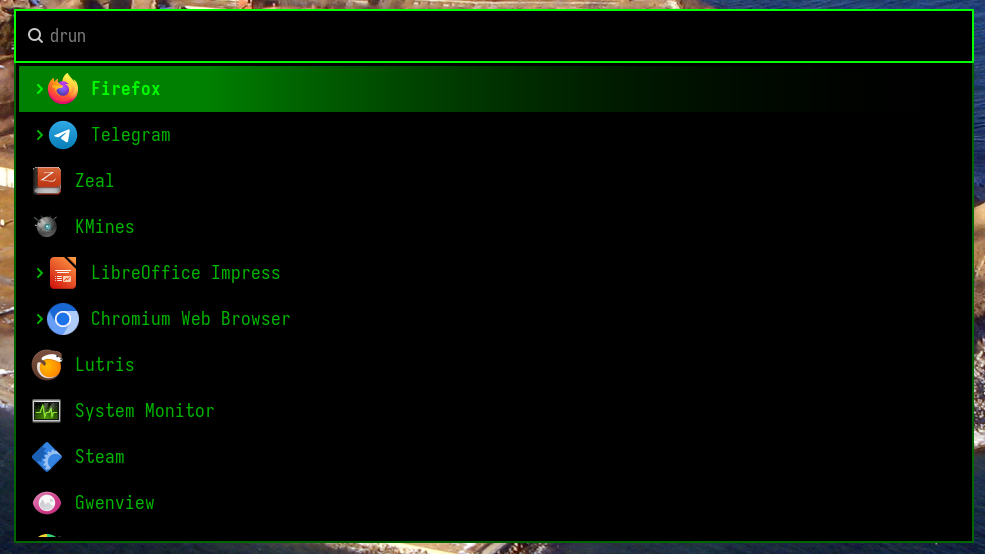 drun
Firefox
Telegram
Zeal
KMines
LibreOffice Impress
Chromium Web Browser
Lutris
System Monitor
Steam
Gwenview